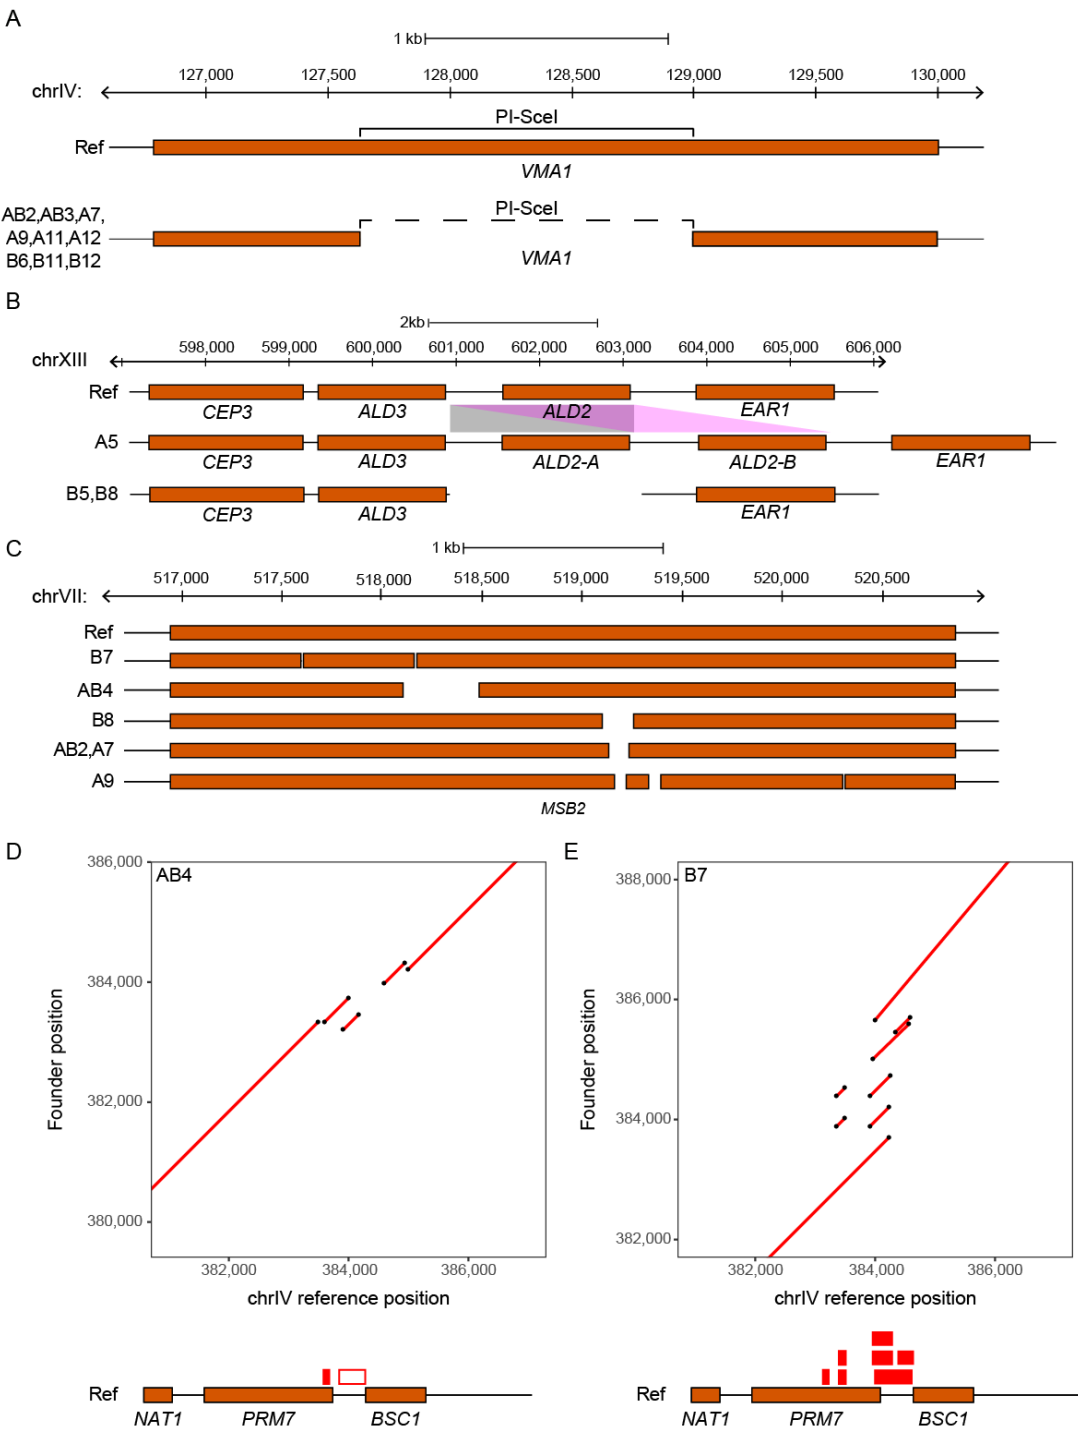 A
1 kb
127,000 127,500 128,000 128,500 129,000 129,500 130,000
chrIV:
PI-SceI
Ref
VMA1
AB2,AB3,A7,
A9,A11,A12
B6,B11,B12
PI-SceI
VMA1
B
2kb
598,000 599,000 600,000 601,000 602,000 603,000 604,000 605,000 606,000
chrXIII
Ref
CEP3 ALD3 ALD2 EAR1
A5
CEP3 ALD3 ALD2-A ALD2-B EAR1
B5,B8
CEP3 ALD3 EAR1
C
1 kb
517,000 517,500 518,000 518,500 519,000 519,500 520,000 520,500
chrVII:
Ref
B7
AB4
B8
AB2,A7
A9
MSB2
D
AB4
386,000
384,000
382,000
380,000
Founder position
382,000 384,000 386,000
chrIV reference position
Ref
NAT1 PRM7 BSC1
E
B7
388,000
386,000
384,000
382,000
Founder position
382,000 384,000 386,000
chrIV reference position
Ref
NAT1 PRM7 BSC1